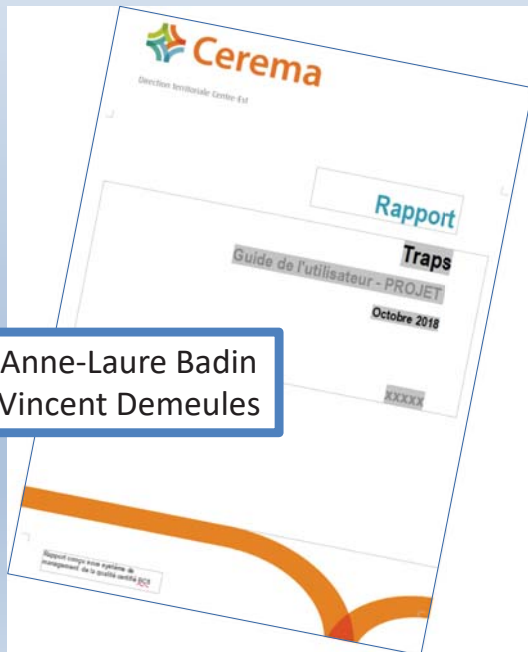 Cerema
Direction territoriale Centre-Est
Rapport
Traps
Guide de l'utilisateur - PROJET
Octobre 2018
Anne-Laure Badin
Vincent Demeules
xxxxx
Rapport conçu sous système de
management de la qualité certifié